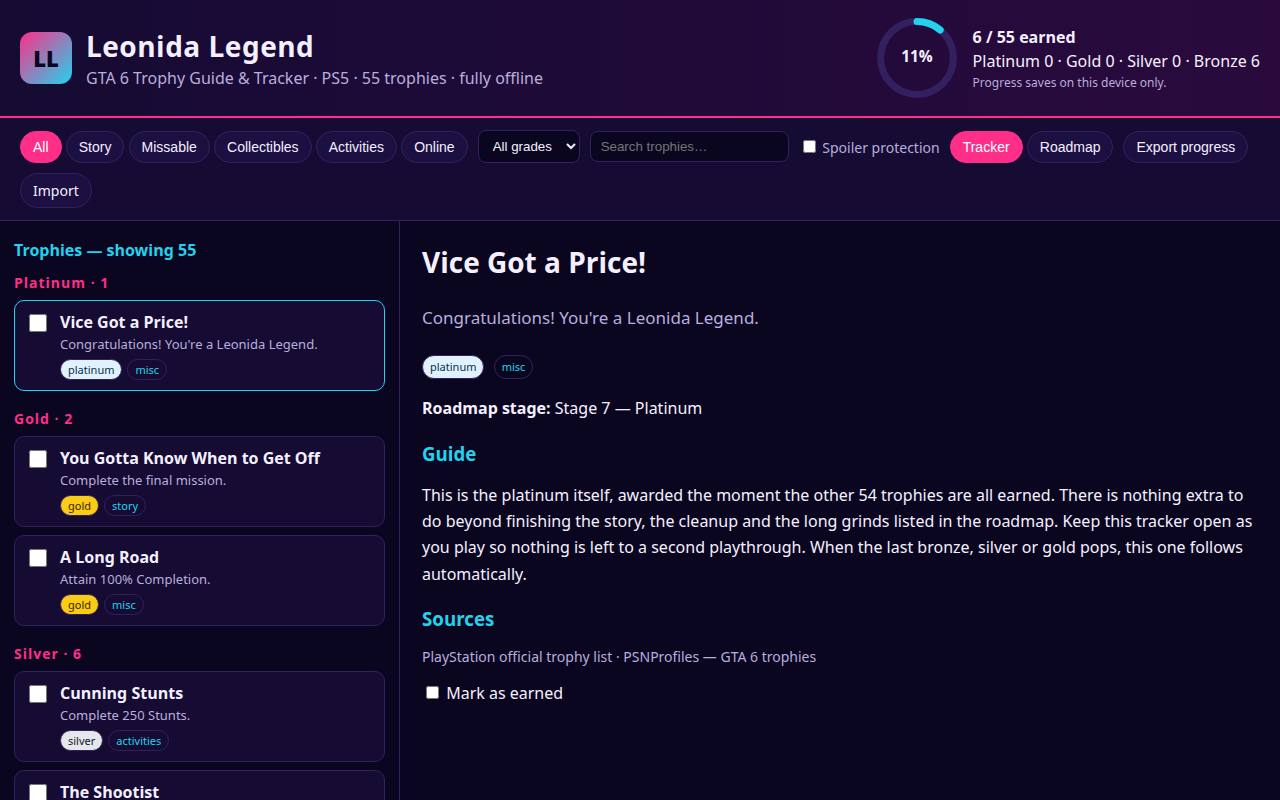 LL
Leonida Legend
GTA 6 Trophy Guide & Tracker · PS5 · 55 trophies · fully offline
11%
6 / 55 earned
Platinum 0 · Gold 0 · Silver 0 · Bronze 6
Progress saves on this device only.
All Story Missable Collectibles Activities Online All grades Search trophies… Spoiler protection Tracker Roadmap Export progress
Import
Trophies — showing 55
Platinum · 1
Vice Got a Price!
Congratulations! You're a Leonida Legend.
platinum misc
Gold · 2
You Gotta Know When to Get Off
Complete the final mission.
gold story
A Long Road
Attain 100% Completion.
gold misc
Silver · 6
Cunning Stunts
Complete 250 Stunts.
silver activities
The Shootist
Vice Got a Price!
Congratulations! You're a Leonida Legend.
platinum misc
Roadmap stage: Stage 7 — Platinum
Guide
This is the platinum itself, awarded the moment the other 54 trophies are all earned. There is nothing extra to
do beyond finishing the story, the cleanup and the long grinds listed in the roadmap. Keep this tracker open as
you play so nothing is left to a second playthrough. When the last bronze, silver or gold pops, this one follows
automatically.
Sources
PlayStation official trophy list · PSNProfiles — GTA 6 trophies
Mark as earned